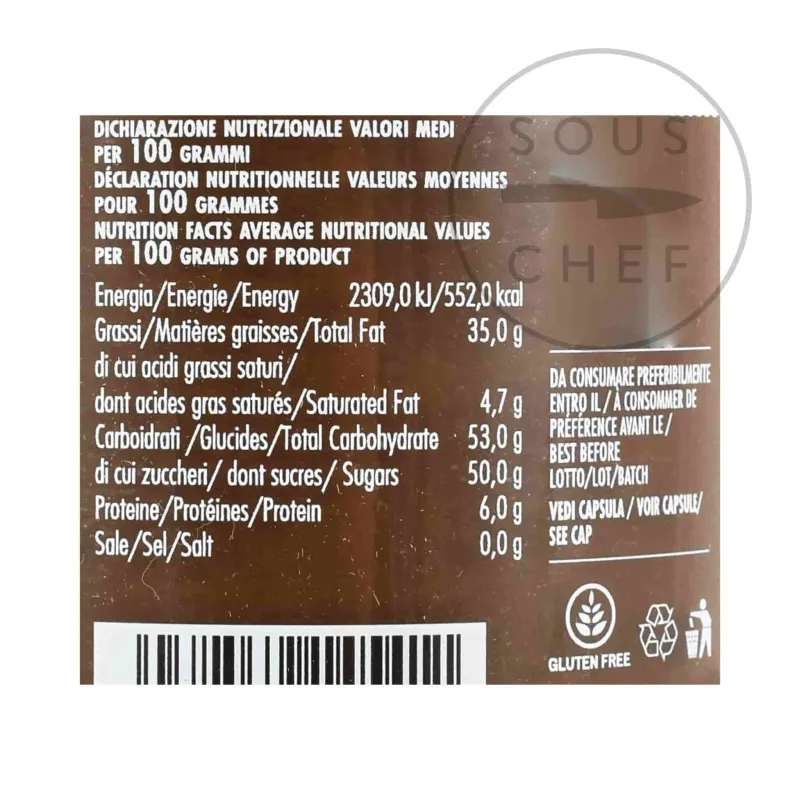 SOUS
CHEF
DICHIARAZIONE NUTRIZIONALE VALORI MEDI
PER 100 GRAMMI
DÉCLARATION NUTRITIONNELLE VALEURS MOYENNES
POUR 100 GRAMMES
NUTRITION FACTS AVERAGE NUTRITIONAL VALUES
PER 100 GRAMS OF PRODUCT
Energia/Energie/Energy 2309,0 kJ/552,0 kcal
Grassi/Matières graisses/Total Fat 35,0 g
di cui acidi grassi saturi/
dont acides gras saturés/Saturated Fat 4,7 g
Carboidrati /Glucides/Total Carbohydrate 53,0 g
di cui zuccheri/ dont sucres/ Sugars 50,0 g
Proteine/Protéines/Protein 6,0 g
Sale/Sel/Salt 0,0 g
DA CONSUMARE PREFERIBILMENTE
ENTRO IL / À CONSOMMER DE
PRÉFÉRENCE AVANT LE /
BEST BEFORE
LOTTO/LOT/BATCH
VEDI CAPSULA / VOIR CAPSULE/
SEE CAP
GLUTEN FREE